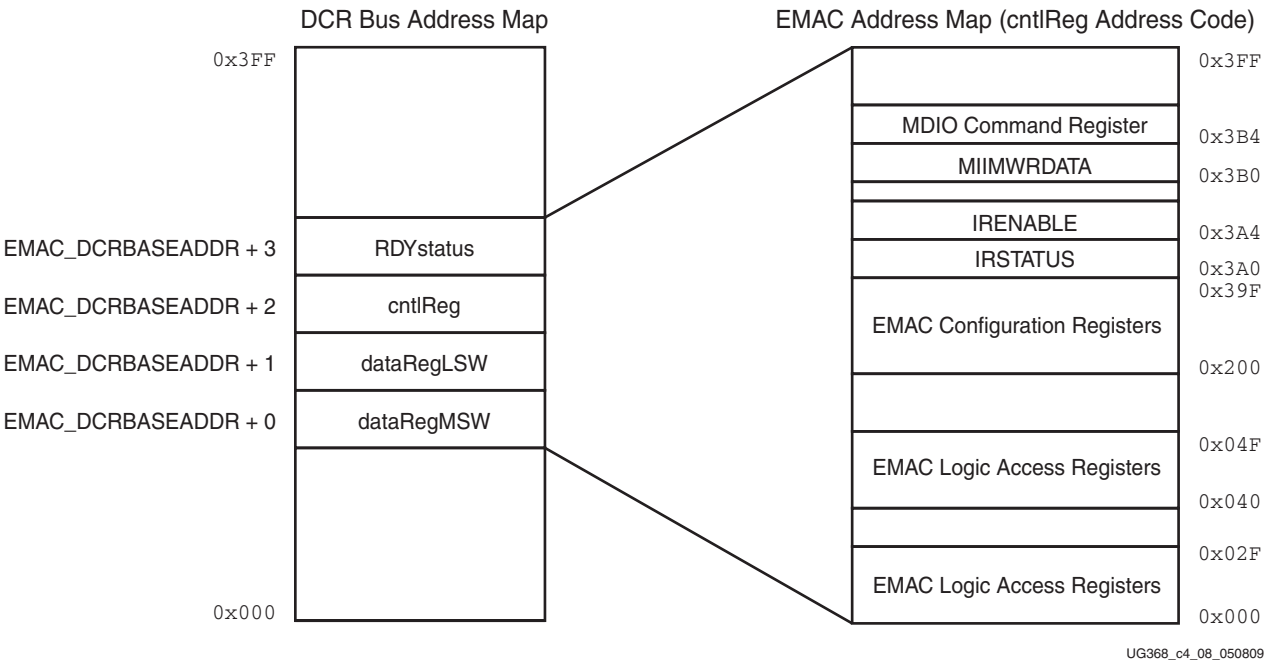 DCR Bus Address Map
EMAC Address Map (cntlReg Address Code)
0x3FF
EMAC_DCRBASEADDR + 3
RDYstatus
EMAC_DCRBASEADDR + 2
cntlReg
EMAC_DCRBASEADDR + 1
dataRegLSW
EMAC_DCRBASEADDR + 0
dataRegMSW
0x000
0x3FF
MDIO Command Register
0x3B4
MIIMWRDATA
0x3B0
IRENABLE
0x3A4
IRSTATUS
0x3A0
0x39F
EMAC Configuration Registers
0x200
0x04F
EMAC Logic Access Registers
0x040
0x02F
EMAC Logic Access Registers
0x000
UG368_c4_08_050809